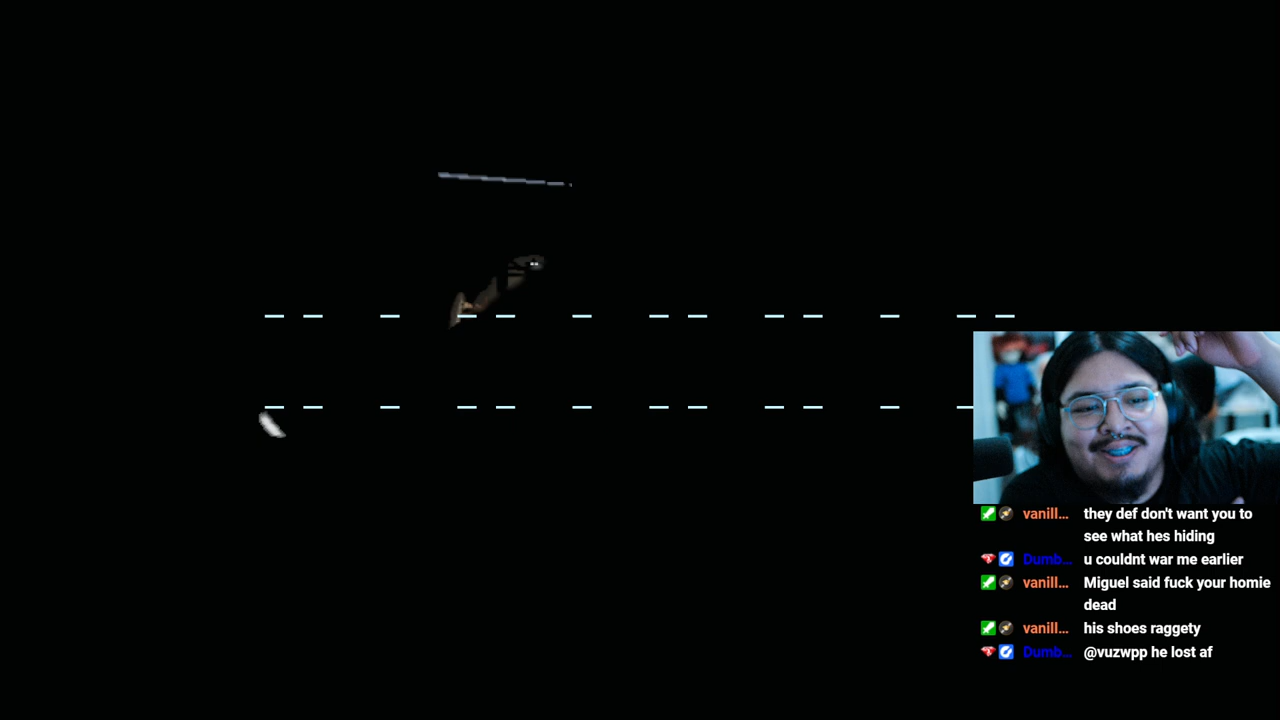 vanill... they def don't want you to
see what hes hiding
Dumb... u couldnt war me earlier
vanill... Miguel said fuck your homie
dead
vanill... his shoes raggety
Dumb... @vuzwpp he lost af